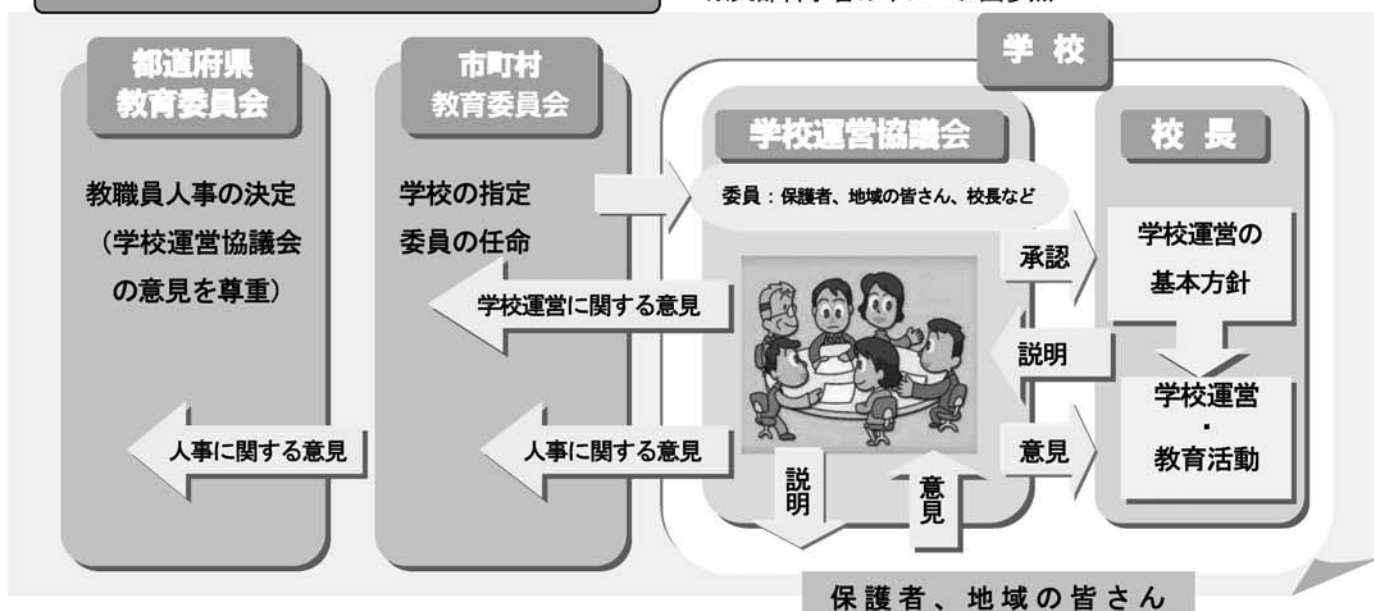 都道府県
教育委員会
教職員人事の決定
（学校運営協議会
の意見を尊重）
市町村
教育委員会
学校の指定
委員の任命
学校
学校運営協議会
委員：保護者、地域の皆さん、校長など
校長
承認
学校運営の
基本方針
学校運営に関する意見
説明
学校運営
・
教育活動
人事に関する意見
人事に関する意見
意見
説明
意見
保護者、地域の皆さん